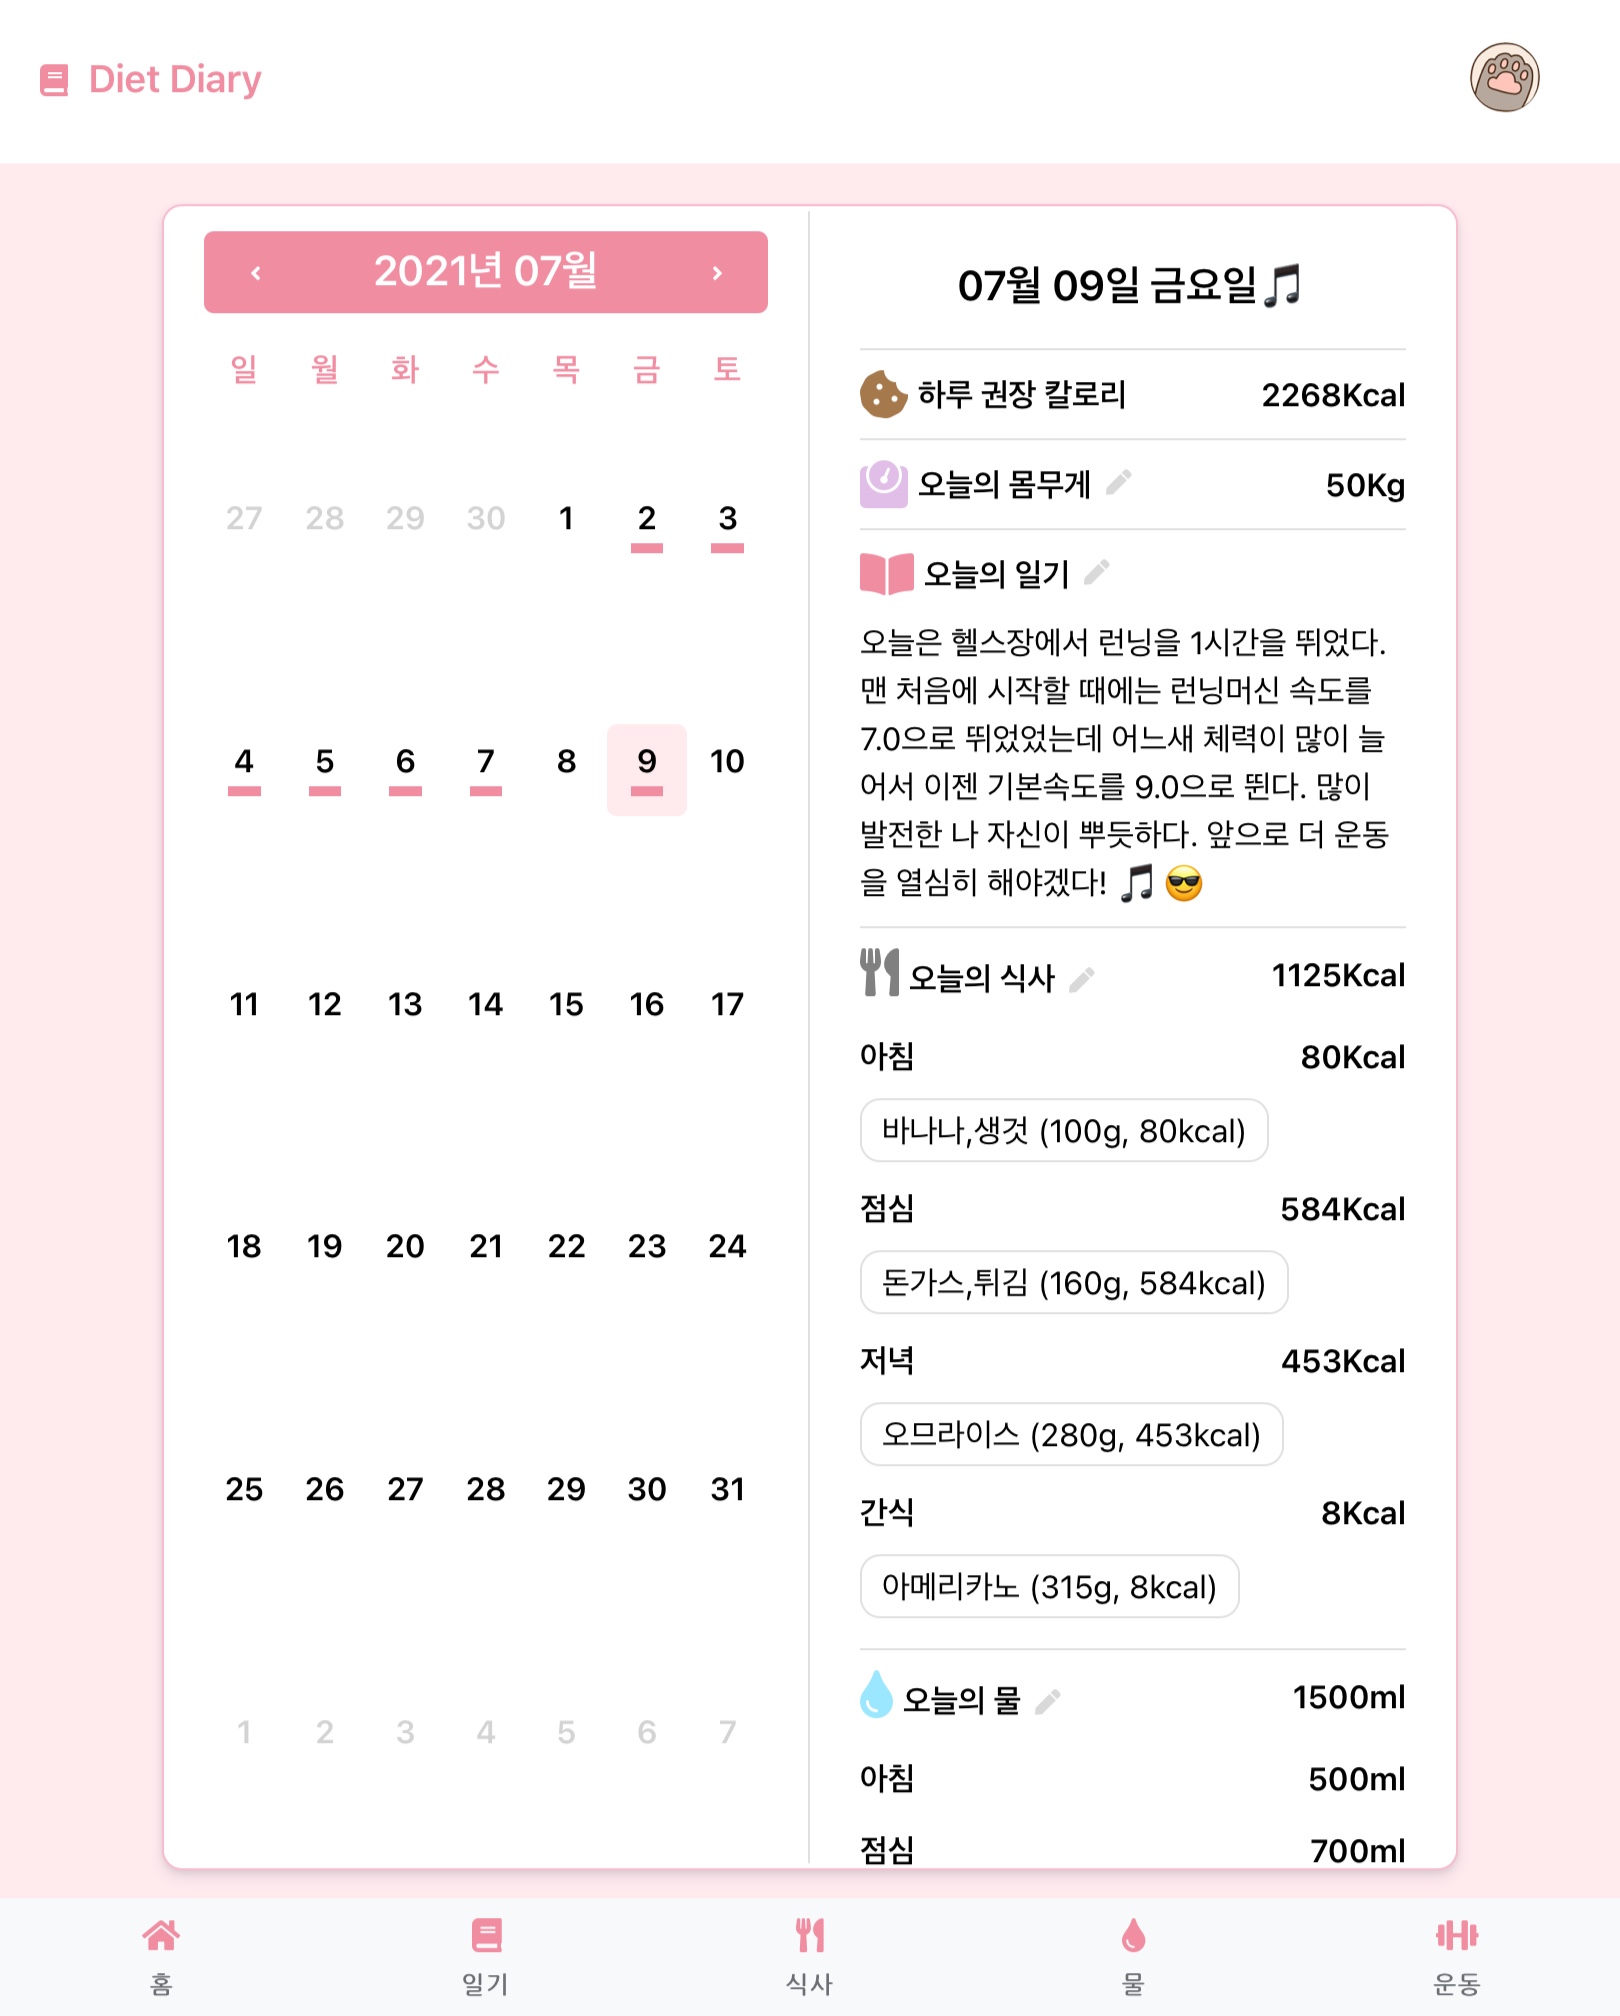 Diet Diary
2021년 07월
일 월 화 수 목 금 토
27 28 29 30 1 2 3
4 5 6 7 8 9 10
11 12 13 14 15 16 17
18 19 20 21 22 23 24
25 26 27 28 29 30 31
1 2 3 4 5 6 7
07월 09일 금요일🎵
하루 권장 칼로리 2268Kcal
오늘의 몸무게 50Kg
오늘의 일기
오늘은 헬스장에서 런닝을 1시간을 뛰었다.
맨 처음에 시작할 때에는 런닝머신 속도를
7.0으로 뛰었었는데 어느새 체력이 많이 늘
어서 이젠 기본속도를 9.0으로 뛴다. 많이
발전한 나 자신이 뿌듯하다. 앞으로 더 운동
을 열심히 해야겠다! 🎵 😎
오늘의 식사 1125Kcal
아침 80Kcal
바나나,생것 (100g, 80kcal)
점심 584Kcal
돈가스,튀김 (160g, 584kcal)
저녁 453Kcal
오므라이스 (280g, 453kcal)
간식 8Kcal
아메리카노 (315g, 8kcal)
오늘의 물 1500ml
아침 500ml
점심 700ml
홈 일기 식사 물 운동